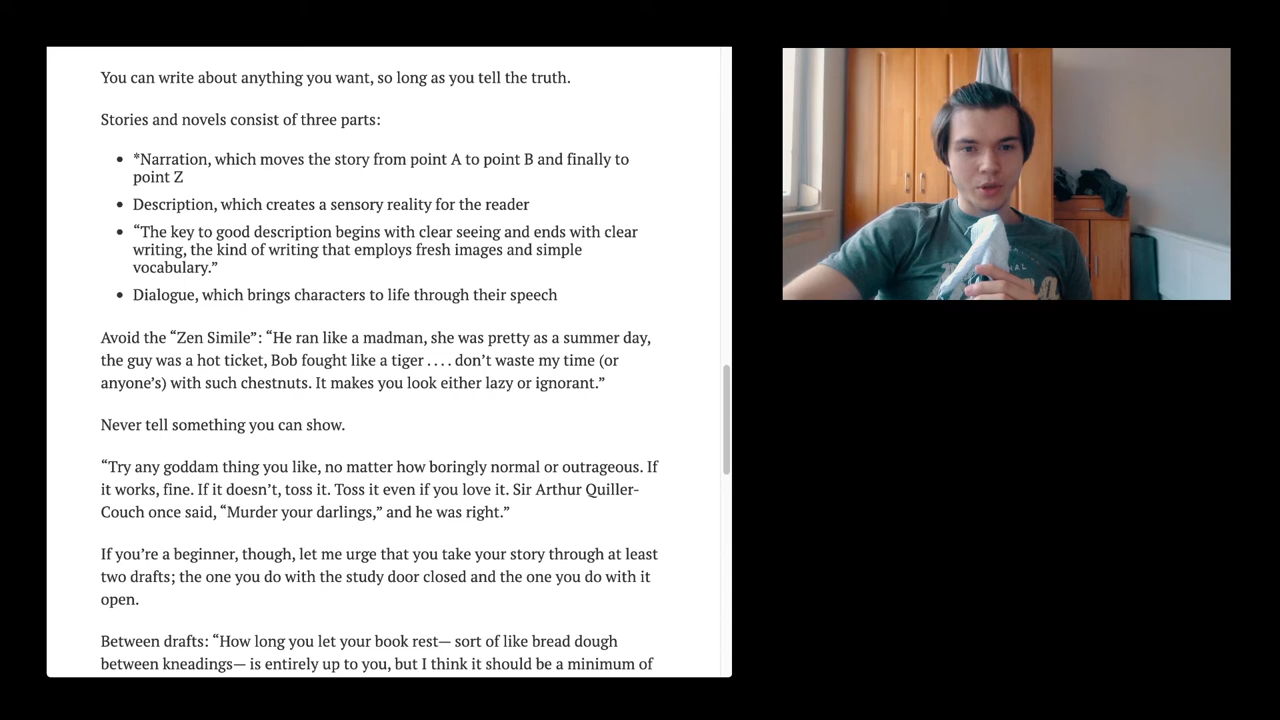 You can write about anything you want, so long as you tell the truth.
Stories and novels consist of three parts:
• *Narration, which moves the story from point A to point B and finally to
point Z
• Description, which creates a sensory reality for the reader
• “The key to good description begins with clear seeing and ends with clear
writing, the kind of writing that employs fresh images and simple
vocabulary.”
• Dialogue, which brings characters to life through their speech
Avoid the “Zen Simile”: “He ran like a madman, she was pretty as a summer day,
the guy was a hot ticket, Bob fought like a tiger . . . . don’t waste my time (or
anyone’s) with such chestnuts. It makes you look either lazy or ignorant.”
Never tell something you can show.
“Try any goddam thing you like, no matter how boringly normal or outrageous. If
it works, fine. If it doesn’t, toss it. Toss it even if you love it. Sir Arthur Quiller-
Couch once said, “Murder your darlings,” and he was right.”
If you’re a beginner, though, let me urge that you take your story through at least
two drafts; the one you do with the study door closed and the one you do with it
open.
Between drafts: “How long you let your book rest— sort of like bread dough
between kneadings— is entirely up to you, but I think it should be a minimum of